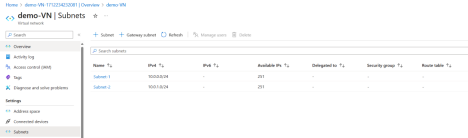 Home > demo-VN-1712234232081 | Overview > demo-VN
demo-VN | Subnets
Virtual network
Search
+ Subnet + Gateway subnet Refresh Manage users Delete
Overview
Activity log
Access control (IAM)
Tags
Diagnose and solve problems
Settings
Address space
Connected devices
Subnets
Search subnets
Name IPv4 IPv6 Available IPs Delegated to Security group Route table
Subnet-1 10.0.0.0/24 - 251 - - -
Subnet-2 10.0.1.0/24 - 251 - - -